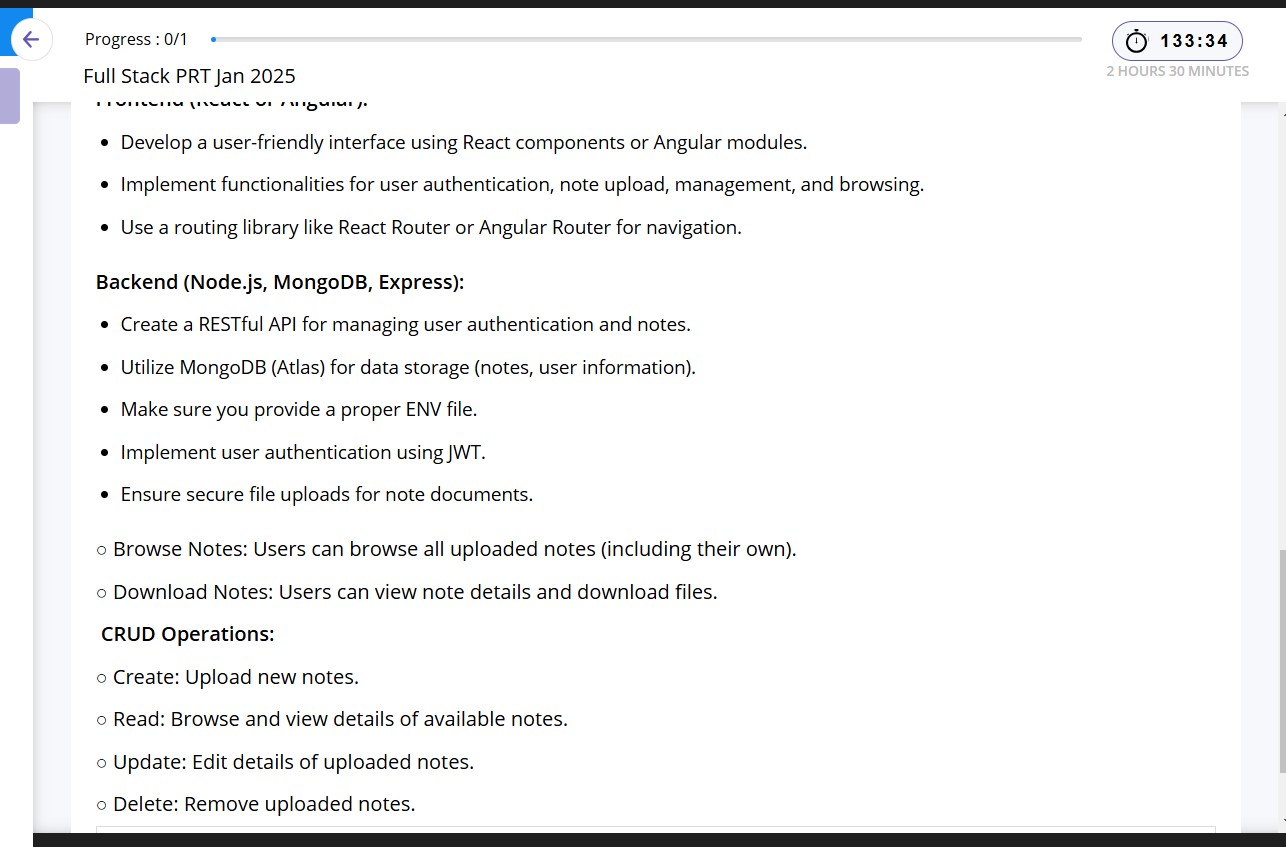 Progress : 0/1
133:34
2 HOURS 30 MINUTES
Full Stack PRT Jan 2025
Frontend (React or Angular):
• Develop a user-friendly interface using React components or Angular modules.
• Implement functionalities for user authentication, note upload, management, and browsing.
• Use a routing library like React Router or Angular Router for navigation.
Backend (Node.js, MongoDB, Express):
• Create a RESTful API for managing user authentication and notes.
• Utilize MongoDB (Atlas) for data storage (notes, user information).
• Make sure you provide a proper ENV file.
• Implement user authentication using JWT.
• Ensure secure file uploads for note documents.
○ Browse Notes: Users can browse all uploaded notes (including their own).
○ Download Notes: Users can view note details and download files.
CRUD Operations:
○ Create: Upload new notes.
○ Read: Browse and view details of available notes.
○ Update: Edit details of uploaded notes.
○ Delete: Remove uploaded notes.